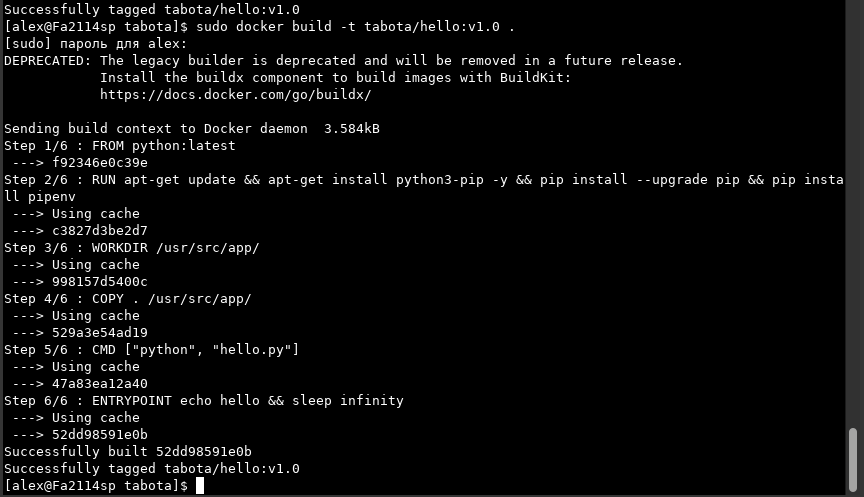 Successfully tagged tabota/hello:v1.0
[alex@Fa2114sp tabota]$ sudo docker build -t tabota/hello:v1.0 .
[sudo] пароль для alex:
DEPRECATED: The legacy builder is deprecated and will be removed in a future release.
            Install the buildx component to build images with BuildKit:
            https://docs.docker.com/go/buildx/

Sending build context to Docker daemon  3.584kB
Step 1/6 : FROM python:latest
 ---> f92346e0c39e
Step 2/6 : RUN apt-get update && apt-get install python3-pip -y && pip install --upgrade pip && pip insta
ll pipenv
 ---> Using cache
 ---> c3827d3be2d7
Step 3/6 : WORKDIR /usr/src/app/
 ---> Using cache
 ---> 998157d5400c
Step 4/6 : COPY . /usr/src/app/
 ---> Using cache
 ---> 529a3e54ad19
Step 5/6 : CMD ["python", "hello.py"]
 ---> Using cache
 ---> 47a83ea12a40
Step 6/6 : ENTRYPOINT echo hello && sleep infinity
 ---> Using cache
 ---> 52dd98591e0b
Successfully built 52dd98591e0b
Successfully tagged tabota/hello:v1.0
[alex@Fa2114sp tabota]$